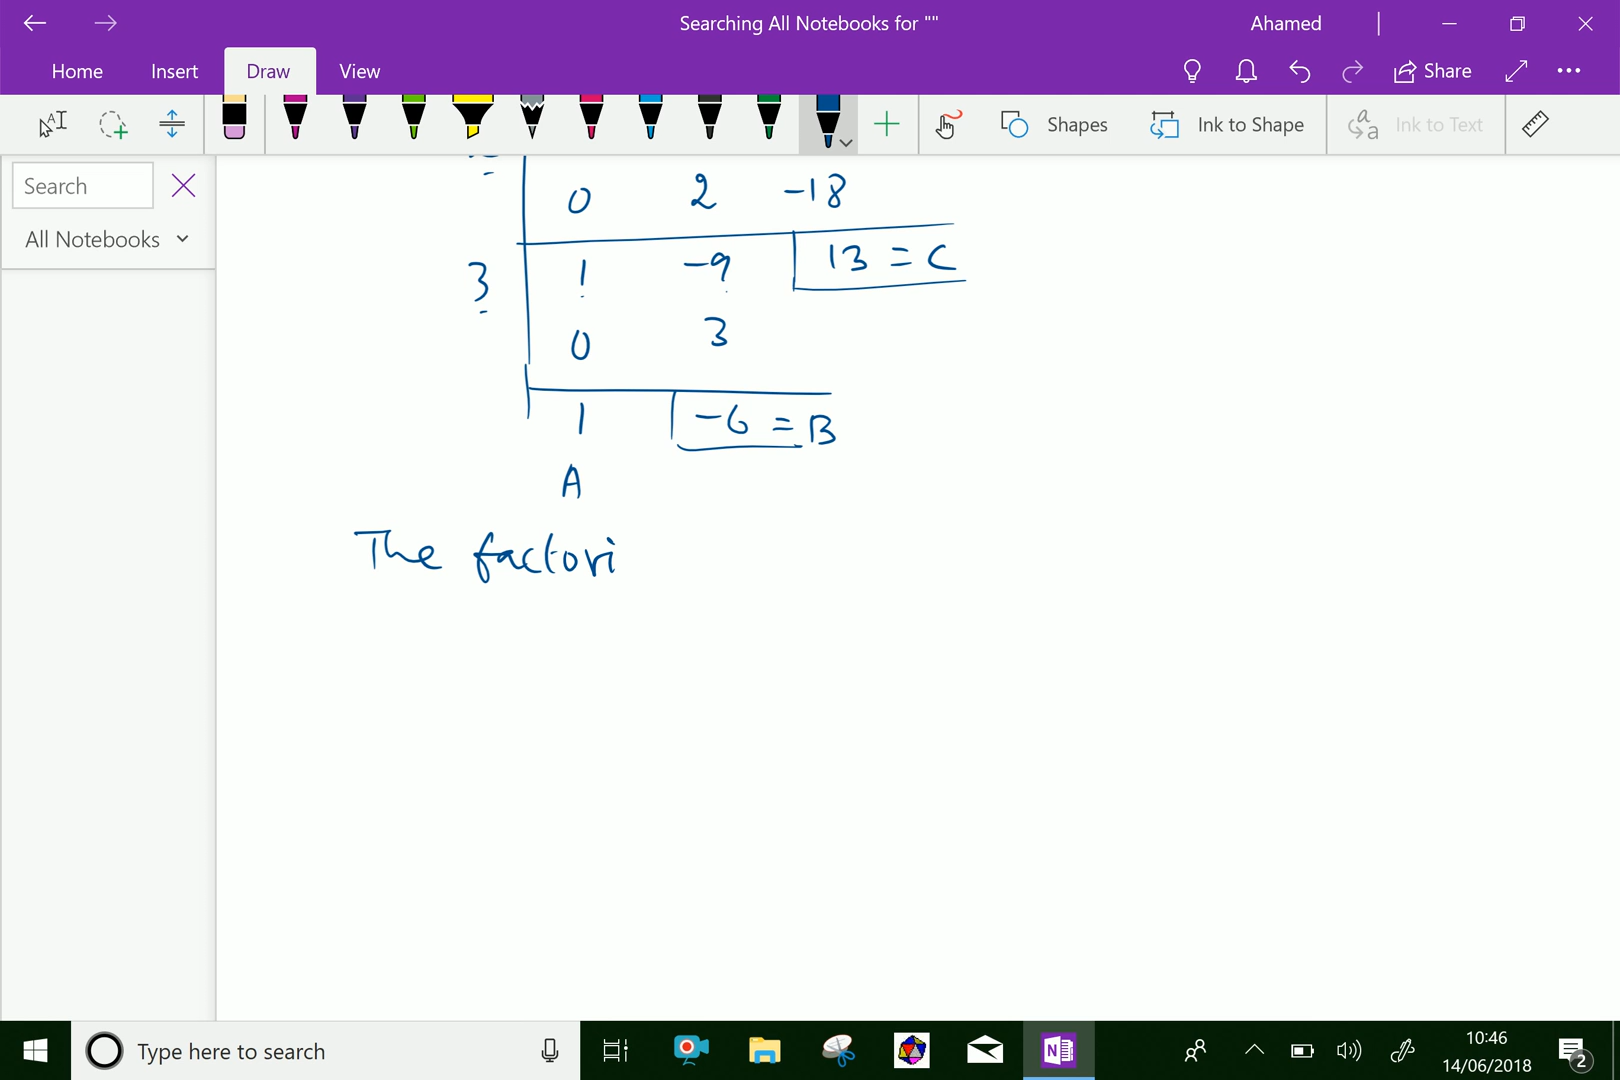 Searching All Notebooks for ""
Ahamed
Home Insert Draw View
Share
Shapes
Ink to Shape
Ink to Text
Search
All Notebooks
0 2 -18
3 1 -9 13 = C
0 3
1 -6 = B
A
The factori
Type here to search
10:46
14/06/2018
2